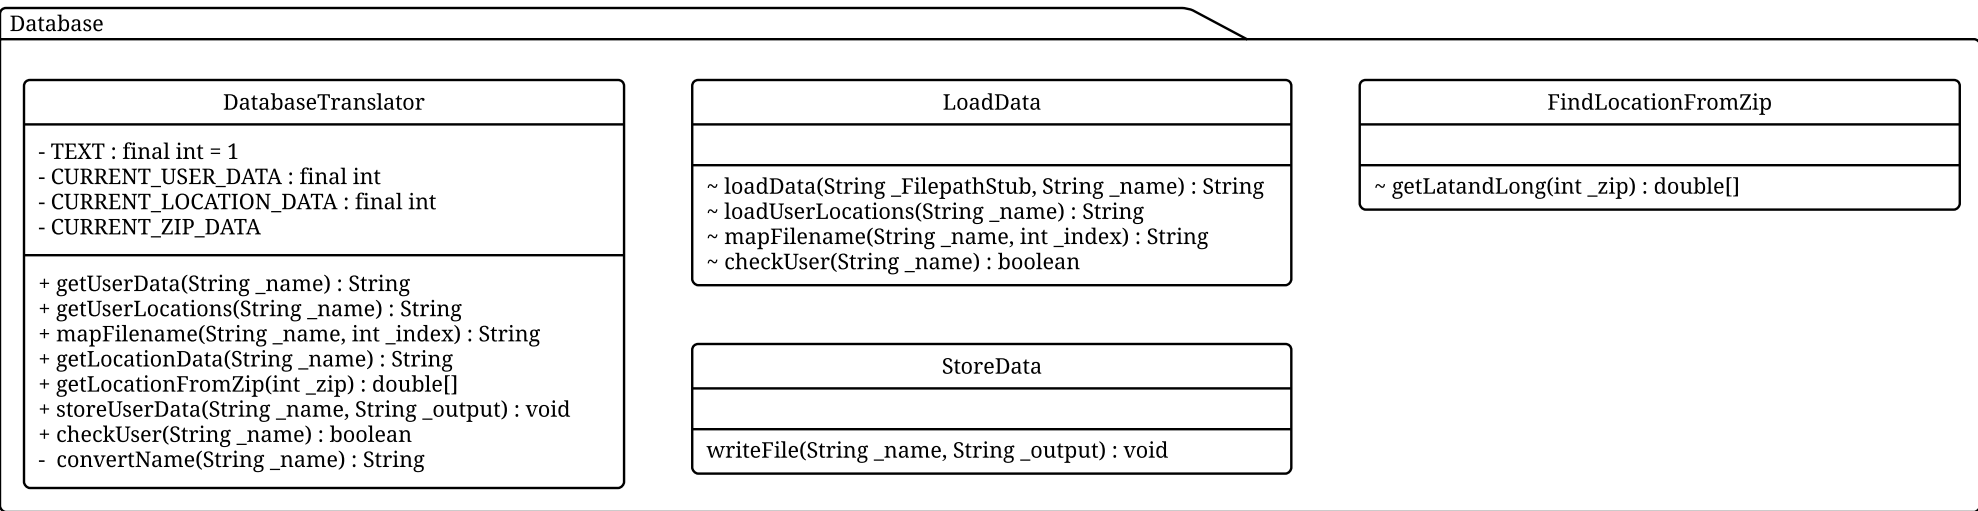 Database
DatabaseTranslator
- TEXT : final int = 1
- CURRENT_USER_DATA : final int
- CURRENT_LOCATION_DATA : final int
- CURRENT_ZIP_DATA
+ getUserData(String _name) : String
+ getUserLocations(String _name) : String
+ mapFilename(String _name, int _index) : String
+ getLocationData(String _name) : String
+ getLocationFromZip(int _zip) : double[]
+ storeUserData(String _name, String _output) : void
+ checkUser(String _name) : boolean
-  convertName(String _name) : String
LoadData
~ loadData(String _FilepathStub, String _name) : String
~ loadUserLocations(String _name) : String
~ mapFilename(String _name, int _index) : String
~ checkUser(String _name) : boolean
StoreData
writeFile(String _name, String _output) : void
FindLocationFromZip
~ getLatandLong(int _zip) : double[]